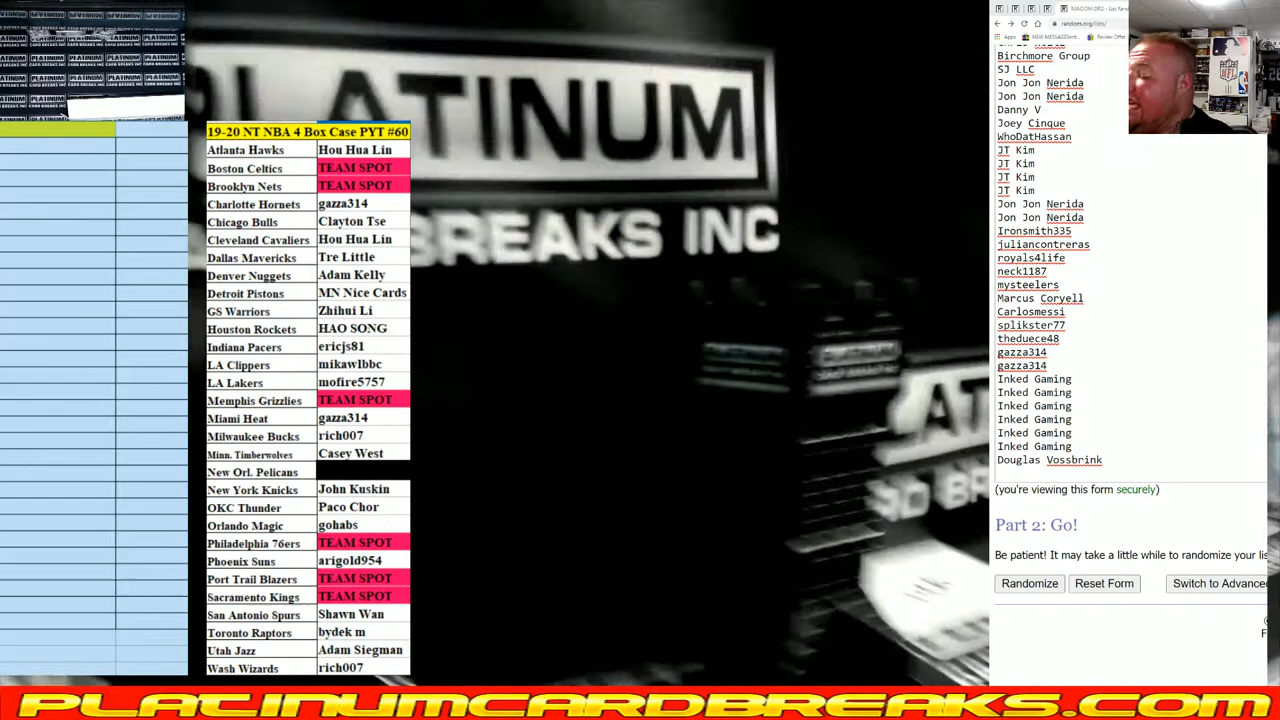 PLATINUM
BREAKS INC
19-20 NT NBA 4 Box Case PYT #60
Atlanta Hawks Hou Hua Lin
Boston Celtics TEAM SPOT
Brooklyn Nets TEAM SPOT
Charlotte Hornets gazza314
Chicago Bulls Clayton Tse
Cleveland Cavaliers Hou Hua Lin
Dallas Mavericks Tre Little
Denver Nuggets Adam Kelly
Detroit Pistons MN Nice Cards
GS Warriors Zhihui Li
Houston Rockets HAO SONG
Indiana Pacers ericjs81
LA Clippers mikawlbbc
LA Lakers mofire5757
Memphis Grizzlies TEAM SPOT
Miami Heat gazza314
Milwaukee Bucks rich007
Minn. Timberwolves Casey West
New Orl. Pelicans
New York Knicks John Kuskin
OKC Thunder Paco Chor
Orlando Magic gohabs
Philadelphia 76ers TEAM SPOT
Phoenix Suns arigold954
Port Trail Blazers TEAM SPOT
Sacramento Kings TEAM SPOT
San Antonio Spurs Shawn Wan
Toronto Raptors bydek m
Utah Jazz Adam Siegman
Wash Wizards rich007
Apps
Birchmore Group
SJ LLC
Jon Jon Nerida
Jon Jon Nerida
Danny V
Joey Cinque
WhoDatHassan
JT Kim
JT Kim
JT Kim
JT Kim
Jon Jon Nerida
Jon Jon Nerida
Ironsmith335
juliancontreras
royals4life
neck1187
mysteelers
Marcus Coryell
Carlosmessi
splikster77
theduece48
gazza314
gazza314
Inked Gaming
Inked Gaming
Inked Gaming
Inked Gaming
Inked Gaming
Inked Gaming
Douglas Vossbrink
(you're viewing this form securely)
Part 2: Go!
Be patient! It may take a little while to randomize your lis
Randomize Reset Form Switch to Advanced
PLATINUMCARDBREAKS.COM